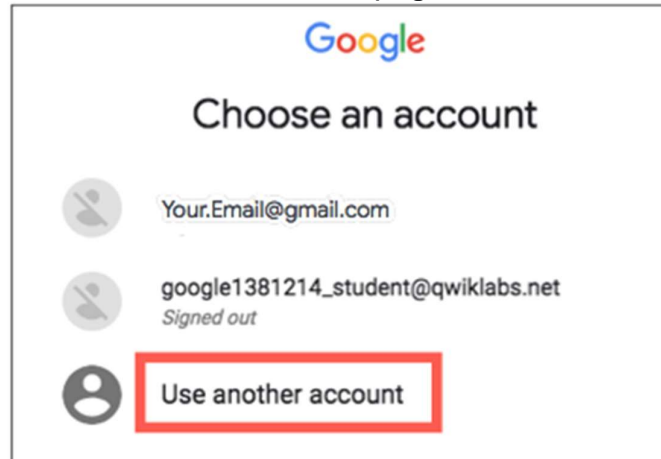 Google
Choose an account
Your.Email@gmail.com
google1381214_student@qwiklabs.net
Signed out
Use another account